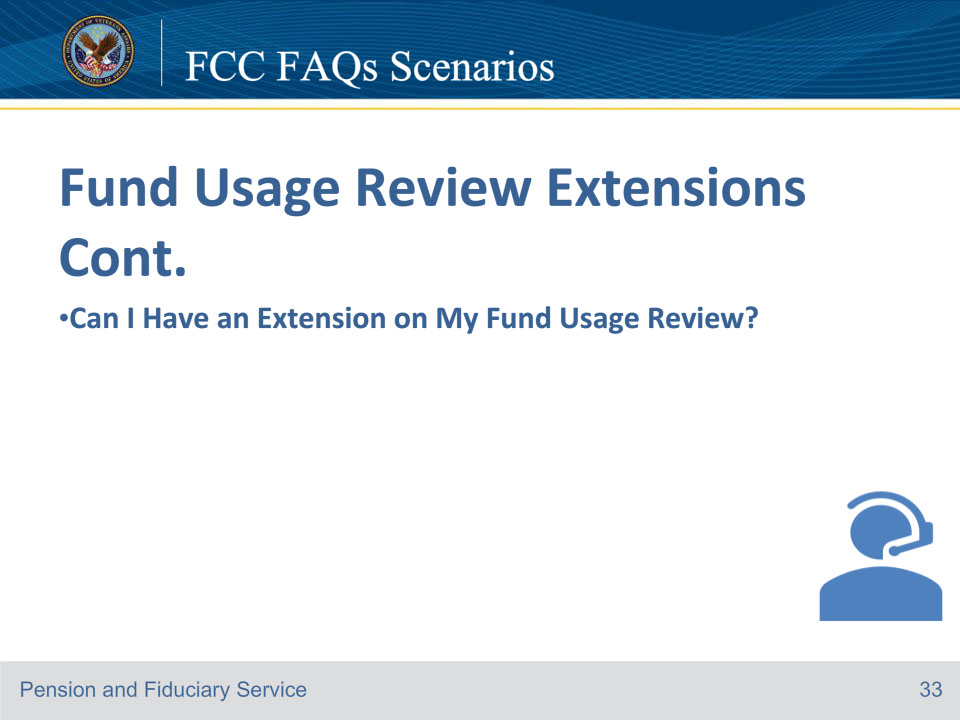 FCC FAQs Scenarios
Fund Usage Review Extensions
Cont.
•Can I Have an Extension on My Fund Usage Review?
Pension and Fiduciary Service
33